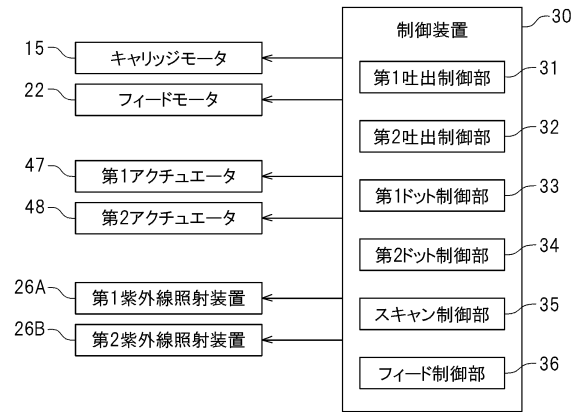 15
キャリッジモータ
22
フィードモータ
47
第1アクチュエータ
48
第2アクチュエータ
26A
第1紫外線照射装置
26B
第2紫外線照射装置
制御装置
30
第1吐出制御部
31
第2吐出制御部
32
第1ドット制御部
33
第2ドット制御部
34
スキャン制御部
35
フィード制御部
36